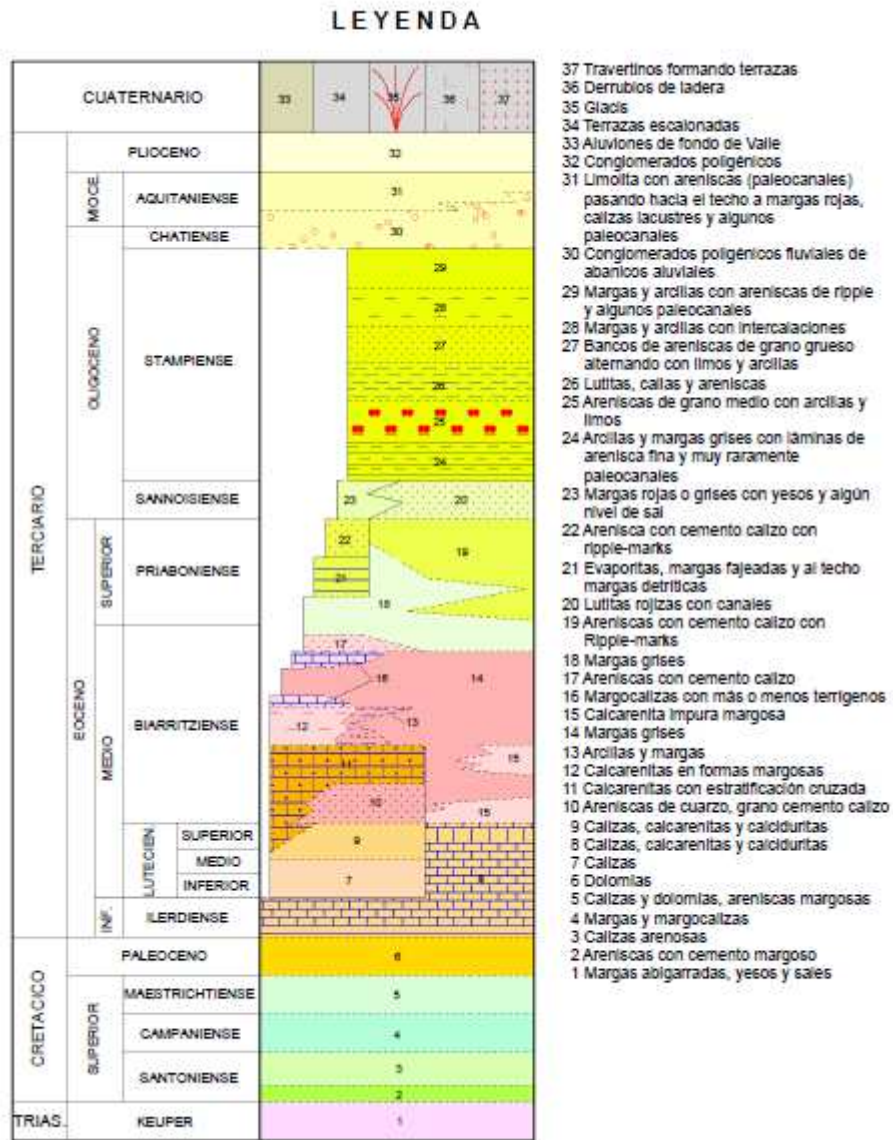 LEYENDA
CUATERNARIO
33
34
35
36
37
TERCIARIO
PLIOCENO
32
MIOCE.
AQUITANIENSE
31
OLIGOCENO
CHATIENSE
30
STAMPIENSE
29
28
27
26
25
24
SANNOISIENSE
23
20
EOCENO
SUPERIOR
PRIABONIENSE
22
19
21
18
MEDIO
BIARRITZIENSE
17
16
14
12
13
11
15
10
15
LUTECIEN.
SUPERIOR
MEDIO
INFERIOR
9
7
8
INF.
ILERDIENSE
CRETACICO
PALEOCENO
6
SUPERIOR
MAESTRICHTIENSE
5
CAMPANIENSE
4
SANTONIENSE
3
2
TRIAS.
KEUPER
1
37 Travertinos formando terrazas
36 Derrubios de ladera
35 Glacis
34 Terrazas escalonadas
33 Aluviones de fondo de Valle
32 Conglomerados poligénicos
31 Limolita con areniscas (paleocanales)
pasando hacia el techo a margas rojas,
calizas lacustres y algunos
paleocanales
30 Conglomerados poligénicos fluviales de
abanicos aluviales
29 Margas y arcillas con areniscas de ripple
y algunos paleocanales
28 Margas y arcillas con intercalaciones
27 Bancos de areniscas de grano grueso
alternando con limos y arcillas
26 Lutitas, calias y areniscas
25 Areniscas de grano medio con arcillas y
limos
24 Arcillas y margas grises con láminas de
arenisca fina y muy raramente
paleocanales
23 Margas rojas o grises con yesos y algún
nivel de sal
22 Arenisca con cemento calizo con
ripple-marks
21 Evaporitas, margas fajeadas y al techo
margas detríticas
20 Lutitas rojizas con canales
19 Areniscas con cemento calizo con
Ripple-marks
18 Margas grises
17 Areniscas con cemento calizo
16 Margocalizas con más o menos terrígenos
15 Calcarenita impura margosa
14 Margas grises
13 Arcillas y margas
12 Calcarenitas en formas margosas
11 Calcarenitas con estratificación cruzada
10 Areniscas de cuarzo, grano cemento calizo
9 Calizas, calcarenitas y calciduritas
8 Calizas, calcarenitas y calciduritas
7 Calizas
6 Dolomias
5 Calizas y dolomías, areniscas margosas
4 Margas y margocalizas
3 Calizas arenosas
2 Areniscas con cemento margoso
1 Margas abigarradas, yesos y sales